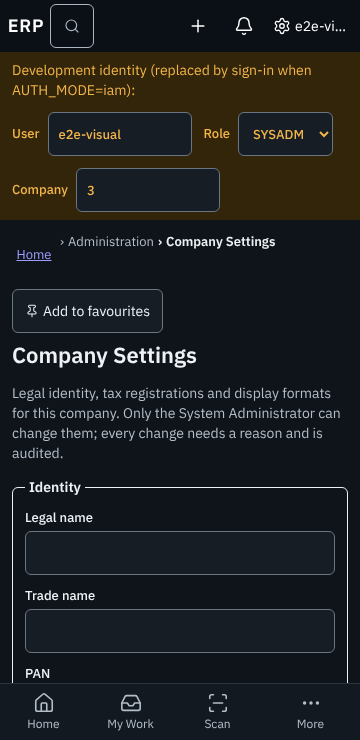 ERP
e2e-vi...
Development identity (replaced by sign-in when
AUTH_MODE=iam):
User e2e-visual Role SYSADM
Company 3
Home › Administration › Company Settings
Add to favourites
Company Settings
Legal identity, tax registrations and display formats
for this company. Only the System Administrator can
change them; every change needs a reason and is
audited.
Identity
Legal name
Trade name
PAN
Home My Work Scan More